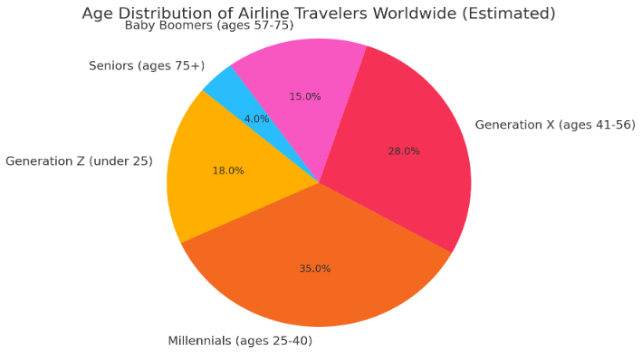 Age Distribution of Airline Travelers Worldwide (Estimated)
Baby Boomers (ages 57-75)
Seniors (ages 75+)
15.0%
4.0%
Generation X (ages 41-56)
28.0%
Generation Z (under 25)
18.0%
35.0%
Millennials (ages 25-40)